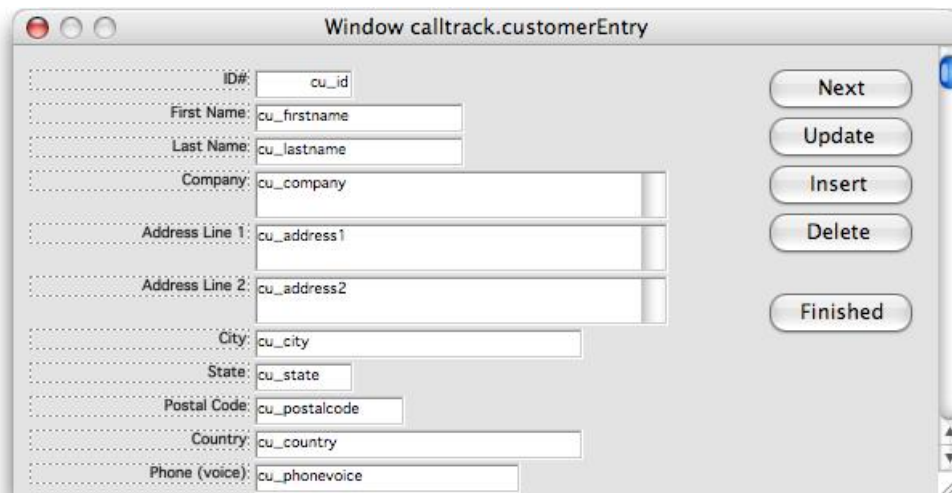 Window calltrack.customerEntry
ID#: cu_id
Next
First Name: cu_firstname
Update
Last Name: cu_lastname
Company: cu_company
Insert
Address Line 1: cu_address1
Delete
Address Line 2: cu_address2
Finished
City: cu_city
State: cu_state
Postal Code: cu_postalcode
Country: cu_country
Phone (voice): cu_phonevoice